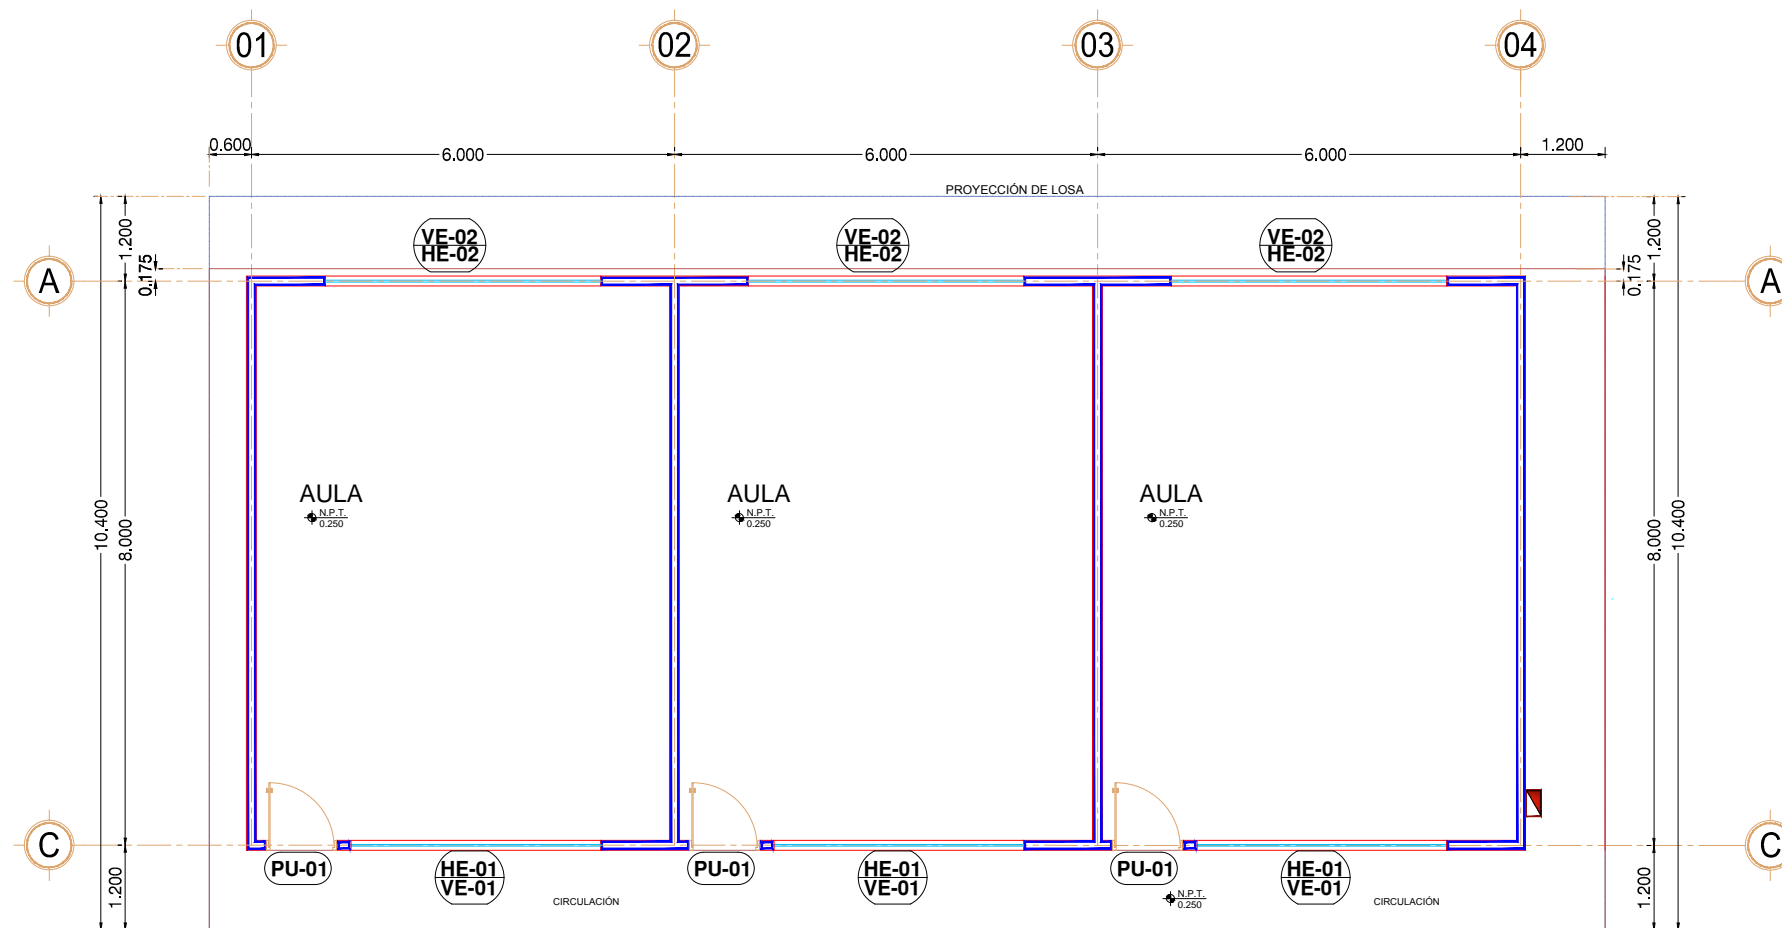 01 02 03 04
0.600 6.000 6.000 6.000 1.200
PROYECCIÓN DE LOSA
1.200 1.200
VE-02 VE-02 VE-02
HE-02 HE-02 HE-02
0.175 0.175
A A
AULA AULA AULA
N.P.T. N.P.T. N.P.T.
0.250 0.250 0.250
10.400 8.000 8.000 10.400
C C
PU-01 HE-01 PU-01 HE-01 PU-01 HE-01
VE-01 VE-01 VE-01
1.200 1.200
N.P.T.
0.250
CIRCULACIÓN CIRCULACIÓN